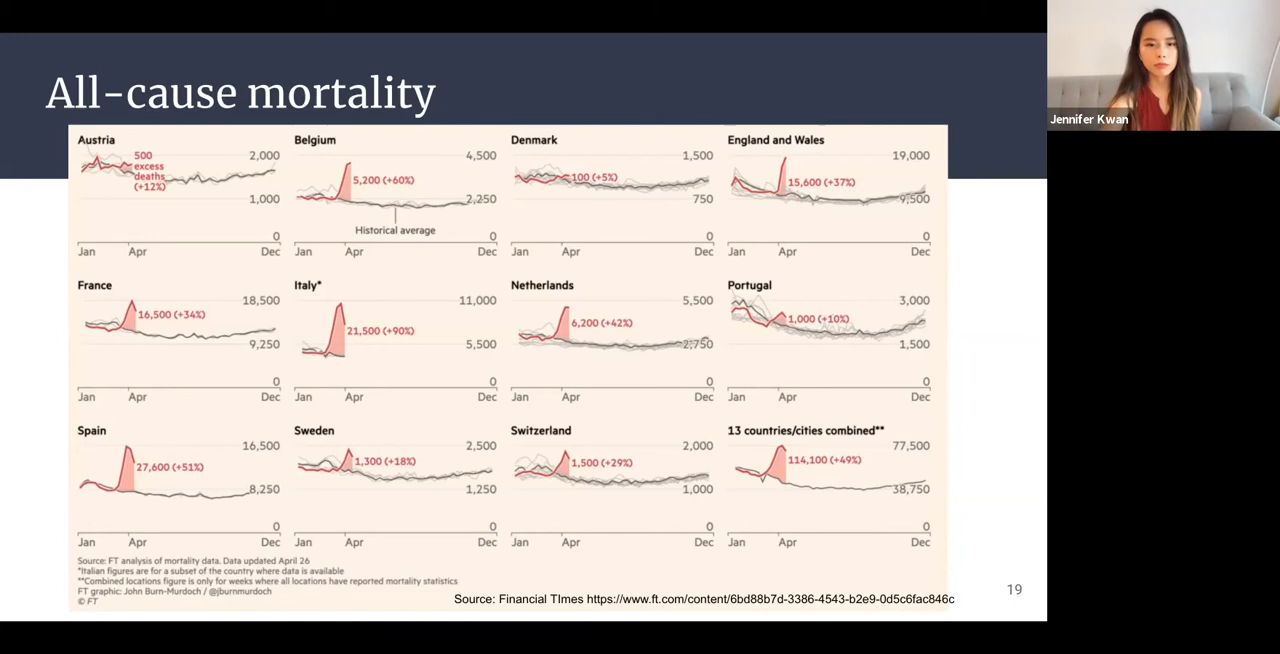 All-cause mortality
Jennifer Kwan
Austria
500
excess
deaths
(+12%)
2,000
1,000
0
Jan Apr Dec
Belgium
5,200 (+60%)
Historical average
4,500
2,250
0
Jan Apr Dec
Denmark
100 (+5%)
1,500
750
0
Jan Apr Dec
England and Wales
15,600 (+37%)
19,000
9,500
0
Jan Apr Dec
France
16,500 (+34%)
18,500
9,250
0
Jan Apr Dec
Italy*
21,500 (+90%)
11,000
5,500
0
Jan Apr Dec
Netherlands
6,200 (+42%)
5,500
2,750
0
Jan Apr Dec
Portugal
1,000 (+10%)
3,000
1,500
0
Jan Apr Dec
Spain
27,600 (+51%)
16,500
8,250
0
Jan Apr Dec
Sweden
1,300 (+18%)
2,500
1,250
0
Jan Apr Dec
Switzerland
1,500 (+29%)
2,000
1,000
0
Jan Apr Dec
13 countries/cities combined**
114,100 (+49%)
77,500
38,750
0
Jan Apr Dec
Source: FT analysis of mortality data. Data updated April 26
*Italian figures are for a subset of the country where data is available
**Combined locations figure is only for weeks where all locations have reported mortality statistics
FT graphic: John Burn-Murdoch / @jburnmurdoch
© FT
Source: Financial TImes https://www.ft.com/content/6bd88b7d-3386-4543-b2e9-0d5c6fac846c
19